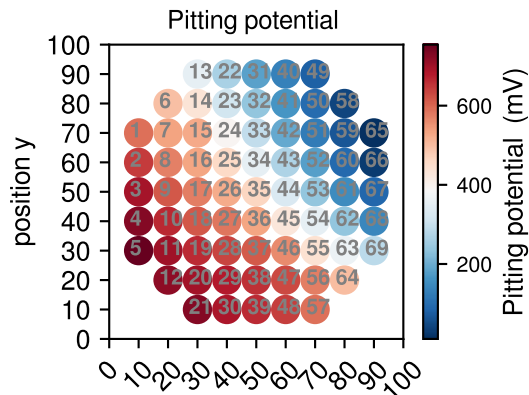 Pitting potential
100
90
80
70
60
50
40
30
20
10
0
position y
13 22 31 40 49
6 14 23 32 41 50 58
1 7 15 24 33 42 51 59 65
2 8 16 25 34 43 52 60 66
3 9 17 26 35 44 53 61 67
4 10 18 27 36 45 54 62 68
5 11 19 28 37 46 55 63 69
12 20 29 38 47 56 64
21 30 39 48 57
0 10 20 30 40 50 60 70 80 90 100
600
400
200
Pitting potential (mV)